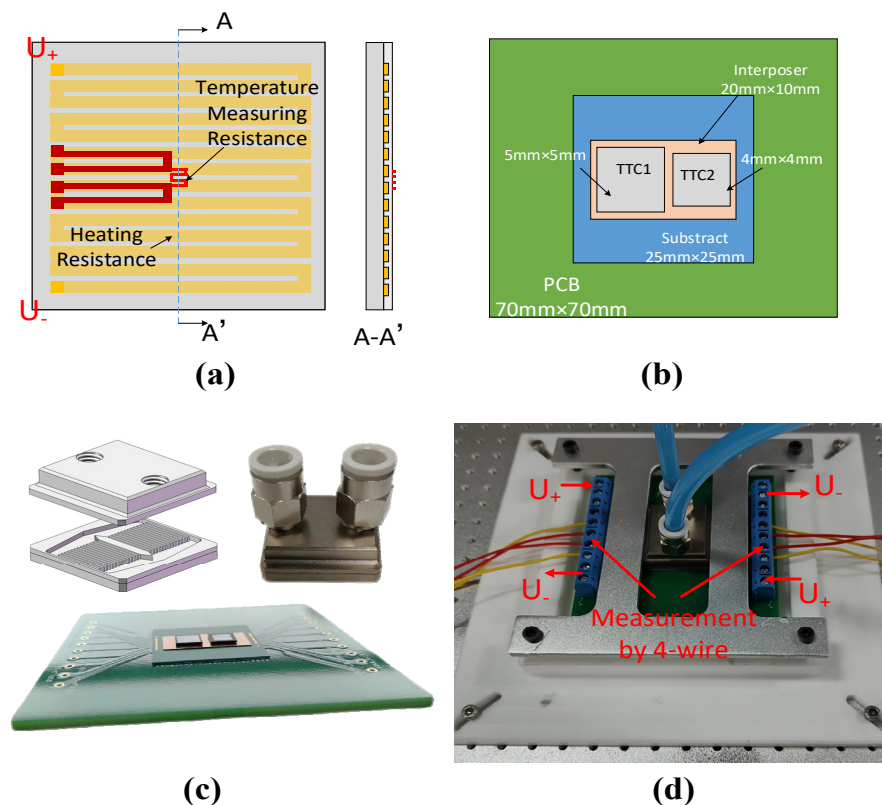 A
U+
Temperature
Measuring
Resistance
Heating
Resistance
U-
A'
A-A'
(a)
Interposer
20mm×10mm
5mm×5mm
TTC1
TTC2
4mm×4mm
Substract
25mm×25mm
PCB
70mm×70mm
(b)
(c)
U+
U-
U-
U+
Measurement
by 4-wire
(d)